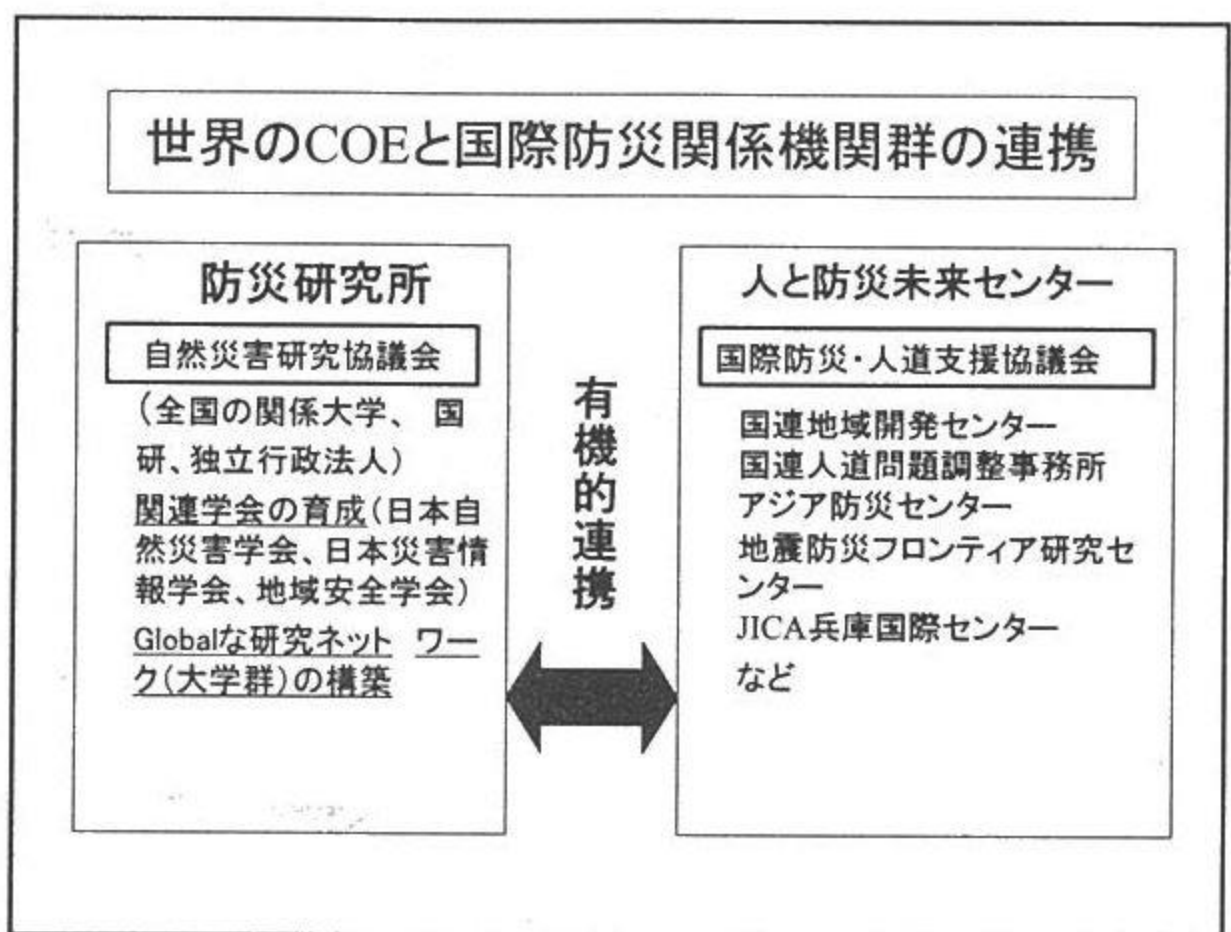 世界のCOEと国際防災関係機関群の連携
防災研究所
自然災害研究協議会
（全国の関係大学、 国
研、独立行政法人）
関連学会の育成(日本自
然災害学会、日本災害情
報学会、地域安全学会)
Globalな研究ネット ワー
ク(大学群)の構築
有機的連携
人と防災未来センター
国際防災・人道支援協議会
国連地域開発センター
国連人道問題調整事務所
アジア防災センター
地震防災フロンティア研究セ
ンター
JICA兵庫国際センター
など